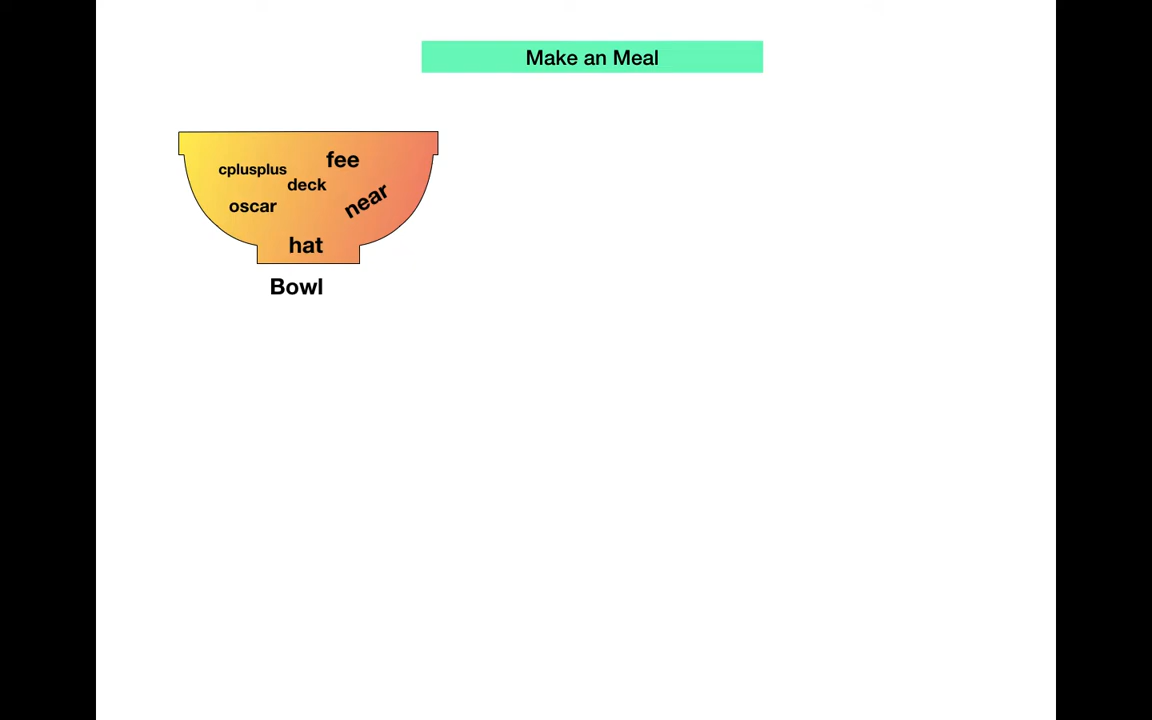 Make an Meal
fee
cplusplus
deck
near
oscar
hat
Bowl